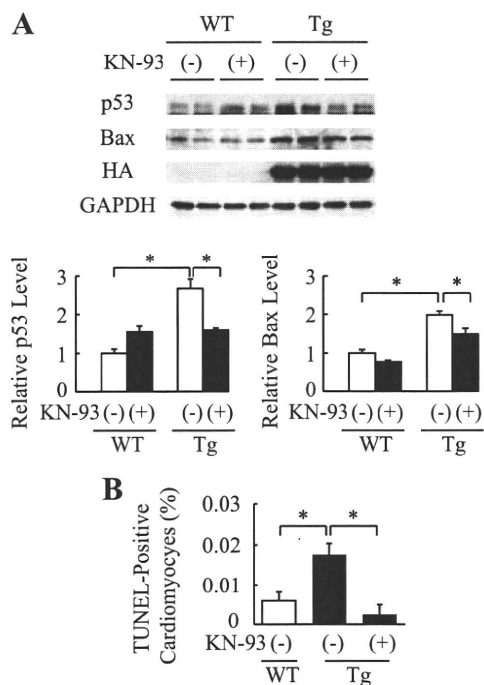 A
WT Tg
KN-93 (-) (+) (-) (+)
p53
Bax
HA
GAPDH
Relative p53 Level
3
2
1
0
* *
KN-93 (-) (+) (-) (+)
WT Tg
Relative Bax Level
3
2
1
0
* *
KN-93 (-) (+) (-) (+)
WT Tg
B
TUNEL-Positive
Cardiomyocyes (%)
0.03
0.02
0.01
0
* *
KN-93 (-) (-) (+)
WT Tg